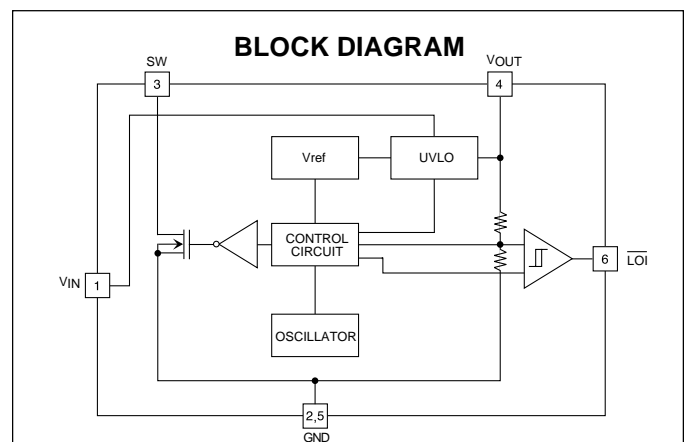 BLOCK DIAGRAM
SW
3
VOUT
4
Vref
UVLO
CONTROL
CIRCUIT
6
LOI
VIN
1
OSCILLATOR
2,5
GND